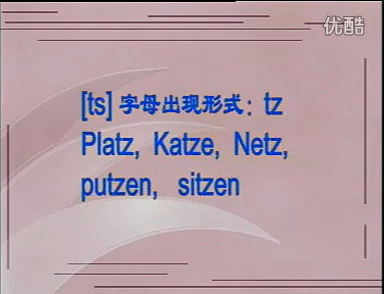 优酷
[ts] 字母出现形式: tz
Platz, Katze, Netz,
putzen, sitzen